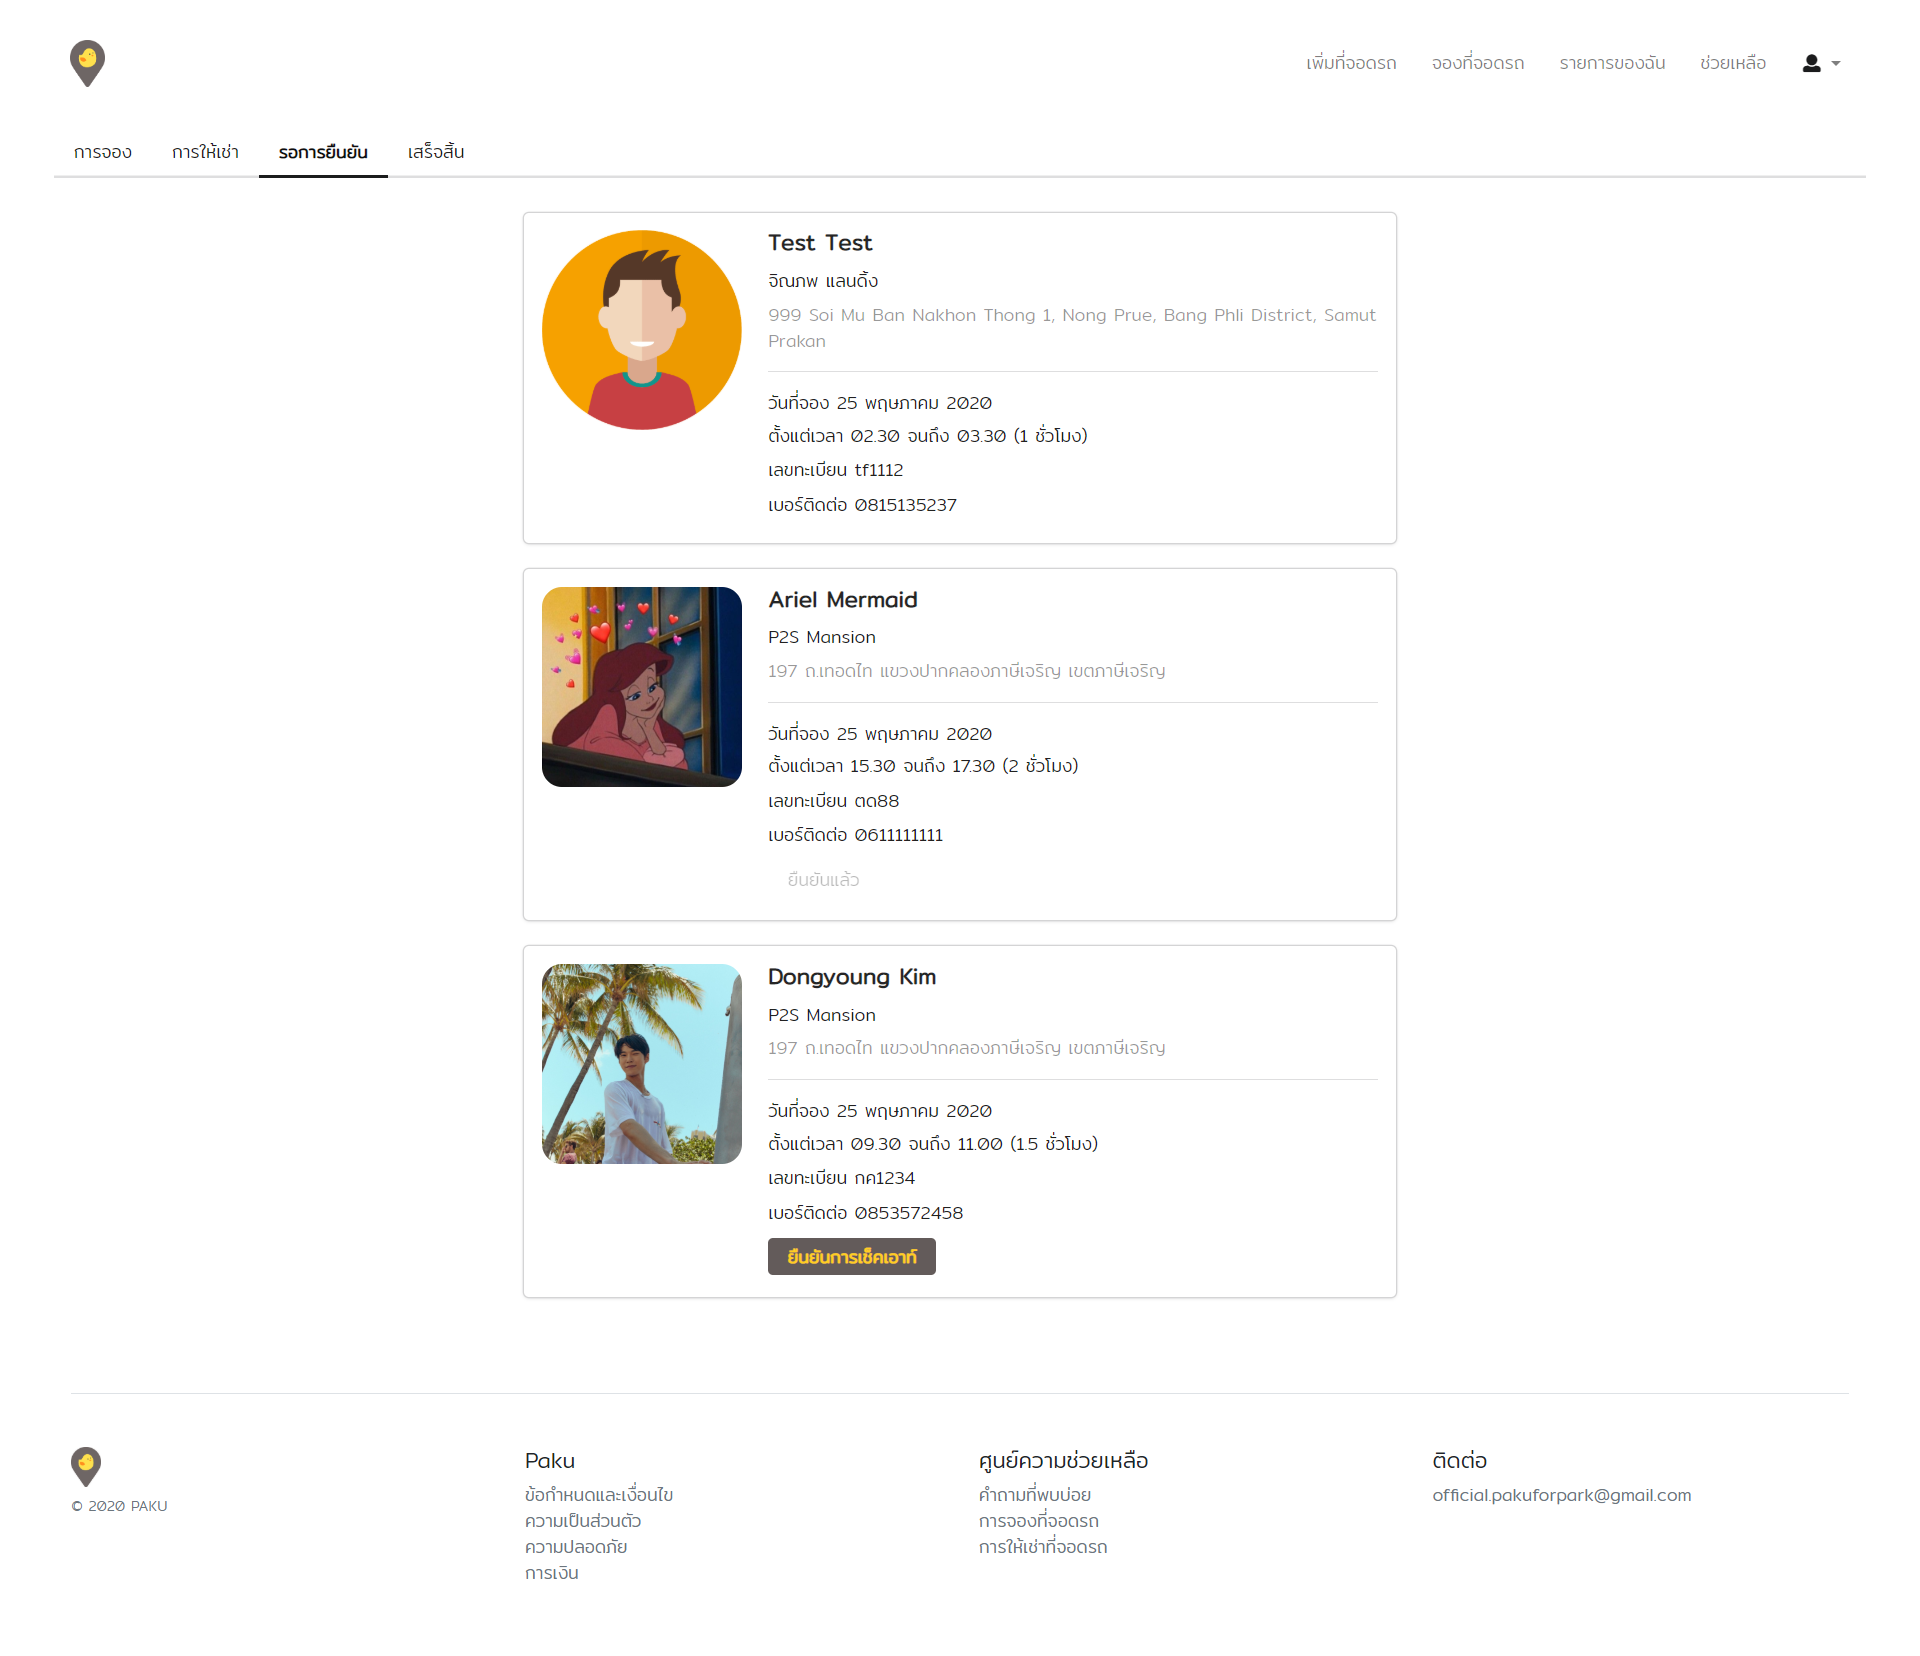 เพิ่มที่จอดรถ จองที่จอดรถ รายการของฉัน ช่วยเหลือ
การจอง การให้เช่า รอการยืนยัน เสร็จสิ้น
Test Test
จิณภพ แลนดิ้ง
999 Soi Mu Ban Nakhon Thong 1, Nong Prue, Bang Phli District, Samut
Prakan
วันที่จอง 25 พฤษภาคม 2020
ตั้งแต่เวลา 02.30 จนถึง 03.30 (1 ชั่วโมง)
เลขทะเบียน tf1112
เบอร์ติดต่อ 0815135237
Ariel Mermaid
P2S Mansion
197 ถ.เทอดไท แขวงปากคลองภาษีเจริญ เขตภาษีเจริญ
วันที่จอง 25 พฤษภาคม 2020
ตั้งแต่เวลา 15.30 จนถึง 17.30 (2 ชั่วโมง)
เลขทะเบียน ตด88
เบอร์ติดต่อ 0611111111
ยืนยันแล้ว
Dongyoung Kim
P2S Mansion
197 ถ.เทอดไท แขวงปากคลองภาษีเจริญ เขตภาษีเจริญ
วันที่จอง 25 พฤษภาคม 2020
ตั้งแต่เวลา 09.30 จนถึง 11.00 (1.5 ชั่วโมง)
เลขทะเบียน กค1234
เบอร์ติดต่อ 0853572458
ยืนยันการเช็คเอาท์
© 2020 PAKU
Paku
ข้อกำหนดและเงื่อนไข
ความเป็นส่วนตัว
ความปลอดภัย
การเงิน
ศูนย์ความช่วยเหลือ
คำถามที่พบบ่อย
การจองที่จอดรถ
การให้เช่าที่จอดรถ
ติดต่อ
official.pakuforpark@gmail.com